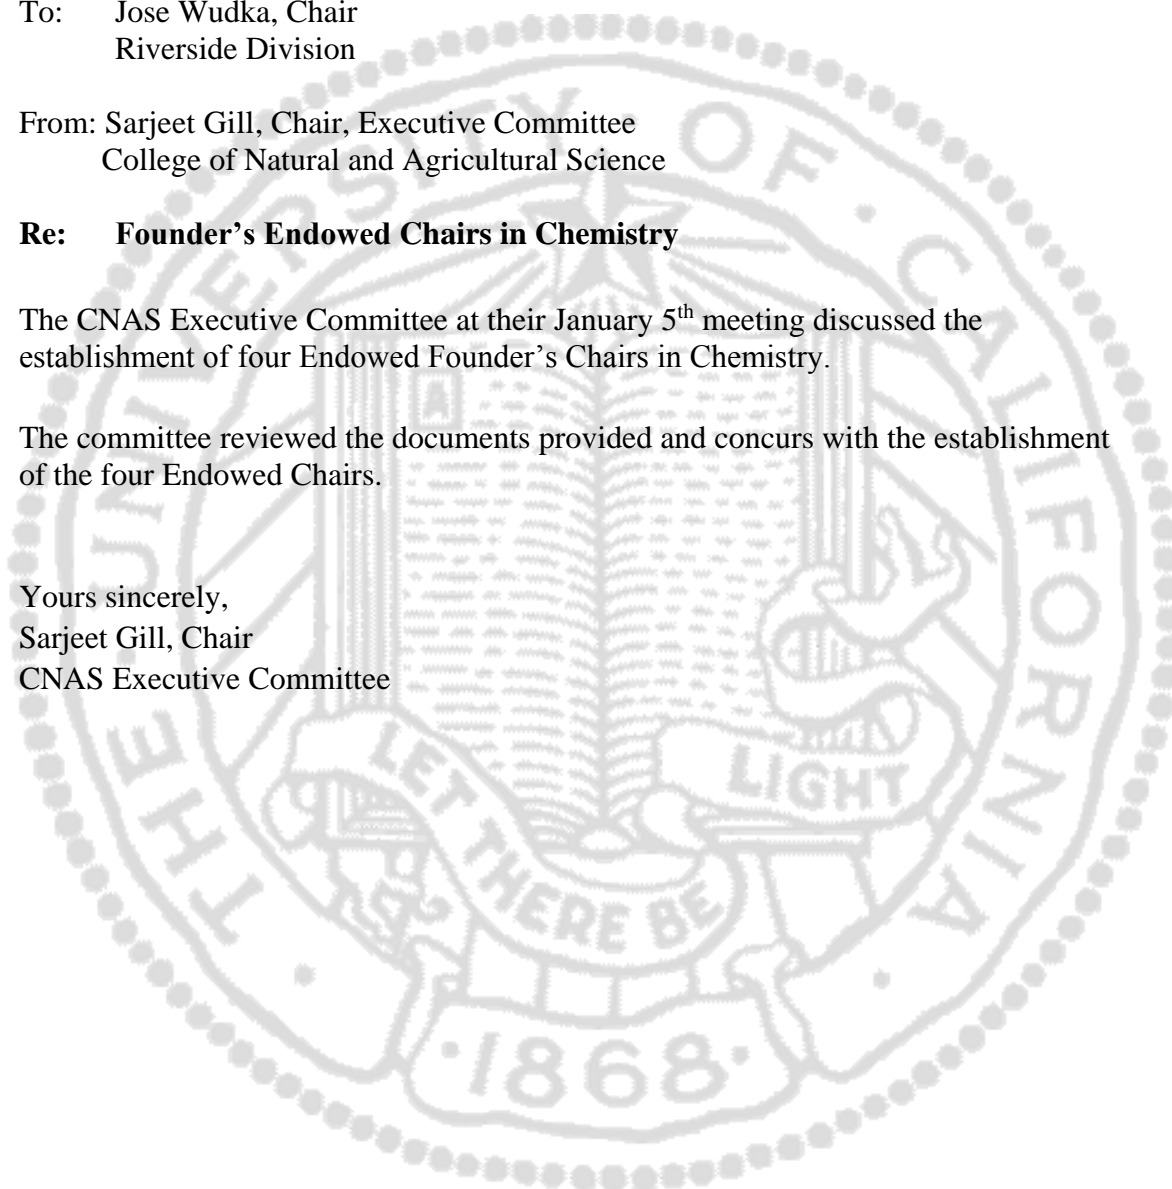 To: Jose Wudka, Chair
Riverside Division
From: Sarjeet Gill, Chair, Executive Committee
College of Natural and Agricultural Science
Re: Founder’s Endowed Chairs in Chemistry
The CNAS Executive Committee at their January 5th meeting discussed the
establishment of four Endowed Founder’s Chairs in Chemistry.
The committee reviewed the documents provided and concurs with the establishment
of the four Endowed Chairs.
Yours sincerely,
Sarjeet Gill, Chair
CNAS Executive Committee
THE UNIVERSITY OF CALIFORNIA
A
LET THERE BE
LIGHT
·1868·